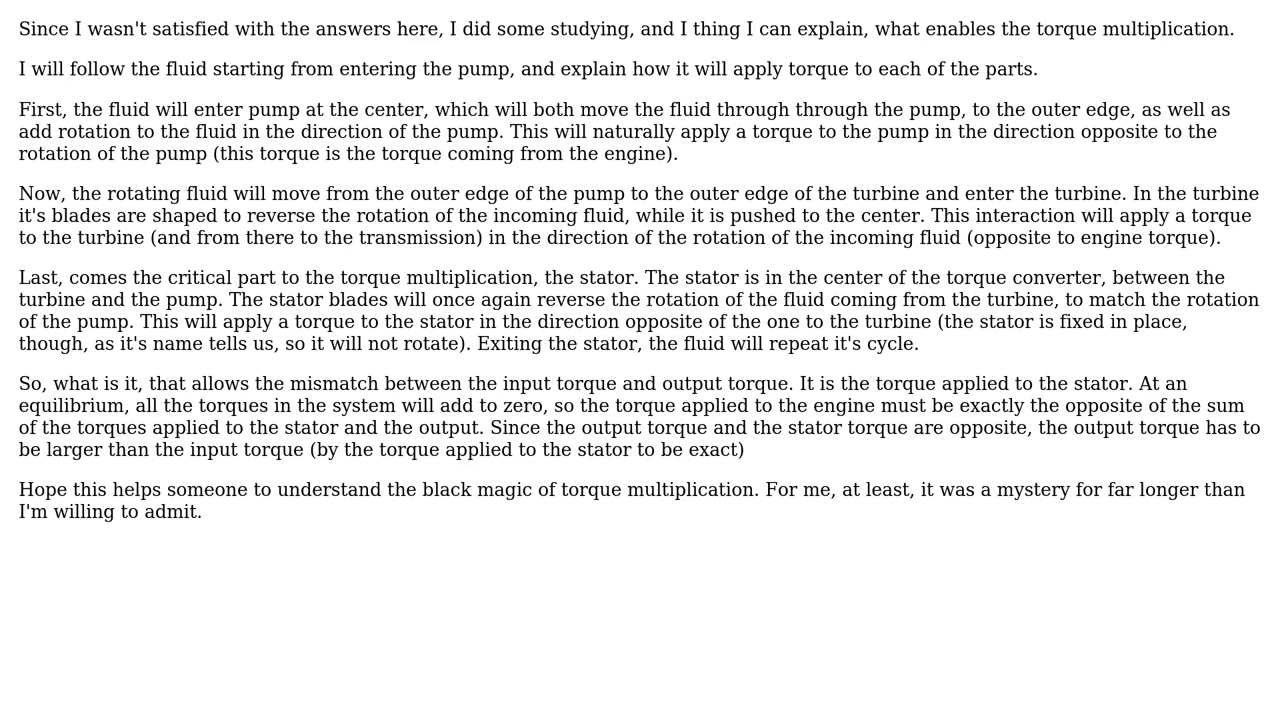 Since I wasn't satisfied with the answers here, I did some studying, and I thing I can explain, what enables the torque multiplication.
I will follow the fluid starting from entering the pump, and explain how it will apply torque to each of the parts.
First, the fluid will enter pump at the center, which will both move the fluid through through the pump, to the outer edge, as well as
add rotation to the fluid in the direction of the pump. This will naturally apply a torque to the pump in the direction opposite to the
rotation of the pump (this torque is the torque coming from the engine).
Now, the rotating fluid will move from the outer edge of the pump to the outer edge of the turbine and enter the turbine. In the turbine
it's blades are shaped to reverse the rotation of the incoming fluid, while it is pushed to the center. This interaction will apply a torque
to the turbine (and from there to the transmission) in the direction of the rotation of the incoming fluid (opposite to engine torque).
Last, comes the critical part to the torque multiplication, the stator. The stator is in the center of the torque converter, between the
turbine and the pump. The stator blades will once again reverse the rotation of the fluid coming from the turbine, to match the rotation
of the pump. This will apply a torque to the stator in the direction opposite of the one to the turbine (the stator is fixed in place,
though, as it's name tells us, so it will not rotate). Exiting the stator, the fluid will repeat it's cycle.
So, what is it, that allows the mismatch between the input torque and output torque. It is the torque applied to the stator. At an
equilibrium, all the torques in the system will add to zero, so the torque applied to the engine must be exactly the opposite of the sum
of the torques applied to the stator and the output. Since the output torque and the stator torque are opposite, the output torque has to
be larger than the input torque (by the torque applied to the stator to be exact)
Hope this helps someone to understand the black magic of torque multiplication. For me, at least, it was a mystery for far longer than
I'm willing to admit.